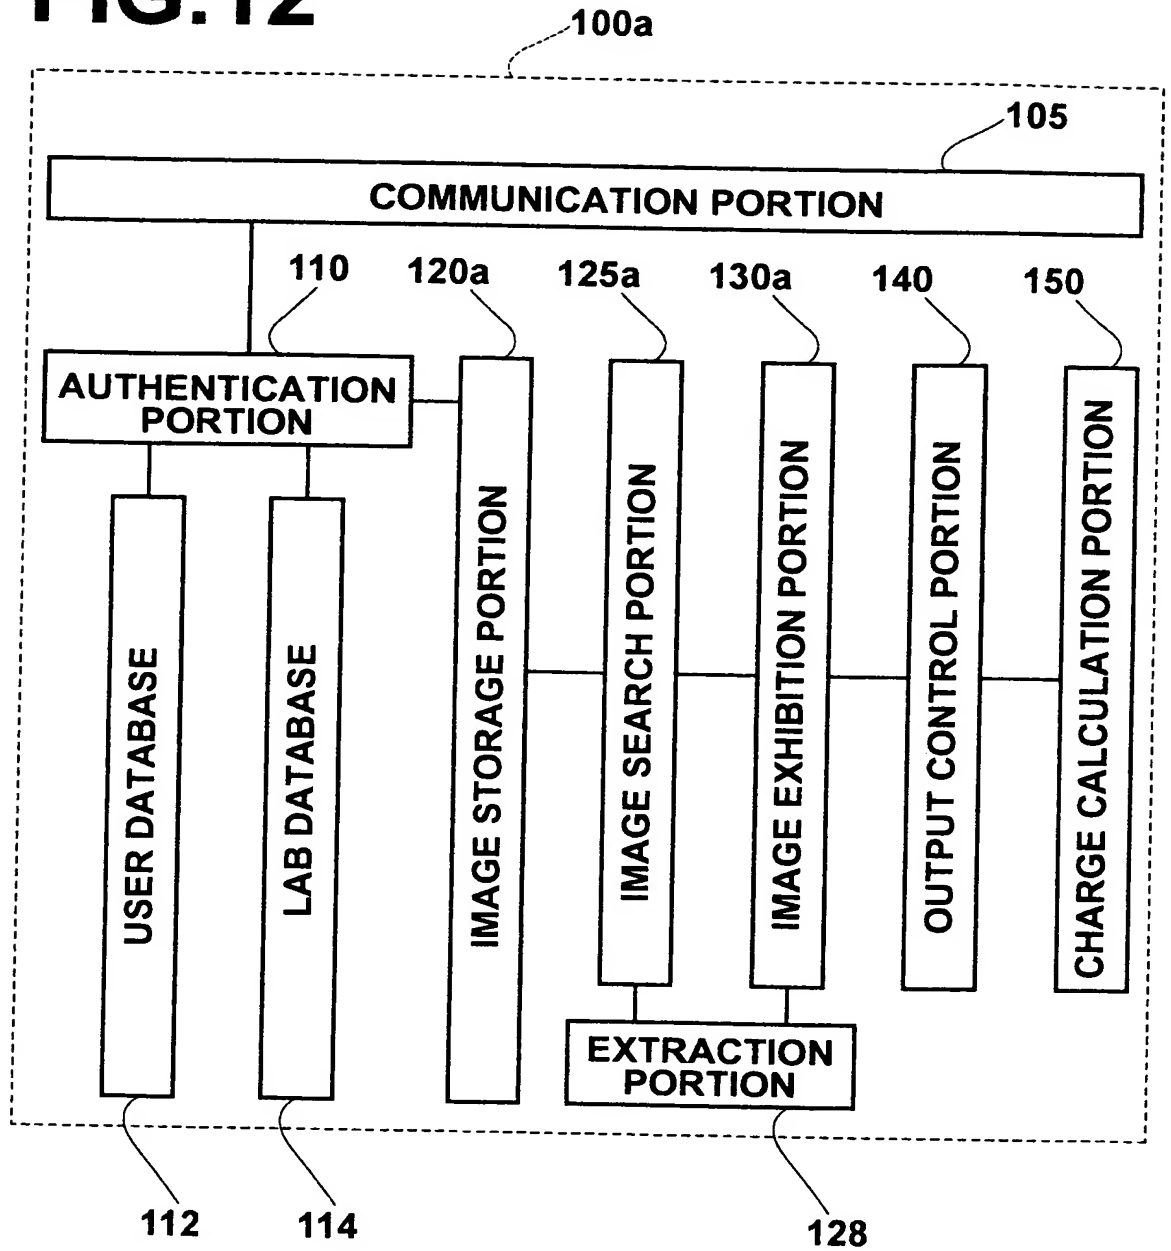 FIG.12
100a
105
COMMUNICATION PORTION
110
120a
125a
130a
140
150
AUTHENTICATION
PORTION
USER DATABASE
LAB DATABASE
IMAGE STORAGE PORTION
IMAGE SEARCH PORTION
IMAGE EXHIBITION PORTION
OUTPUT CONTROL PORTION
CHARGE CALCULATION PORTION
EXTRACTION
PORTION
112
114
128